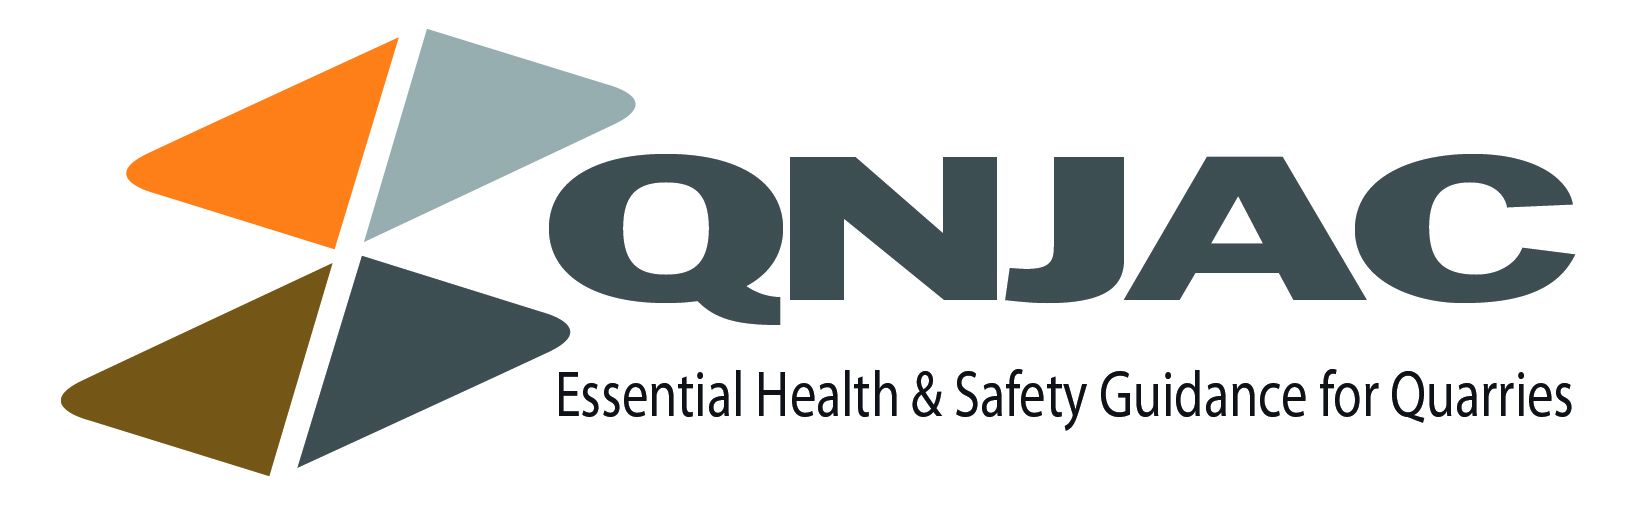 QNJAC
Essential Health & Safety Guidance for Quarries